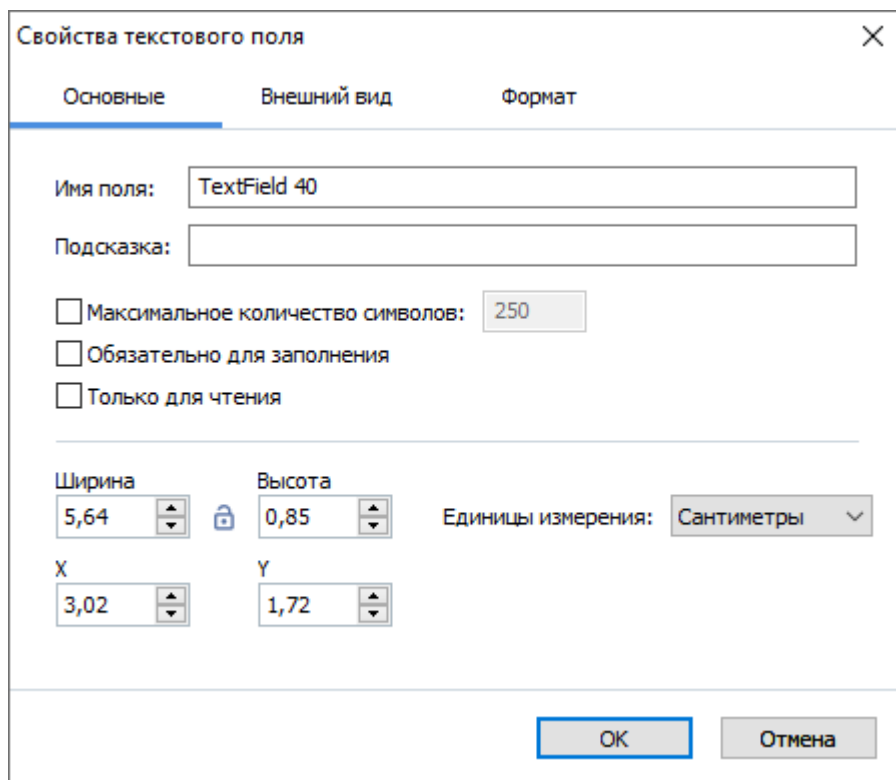 Свойства текстового поля
Основные Внешний вид Формат
Имя поля: TextField 40
Подсказка:
Максимальное количество символов: 250
Обязательно для заполнения
Только для чтения
Ширина Высота
5,64 0,85 Единицы измерения: Сантиметры
X Y
3,02 1,72
OK Отмена